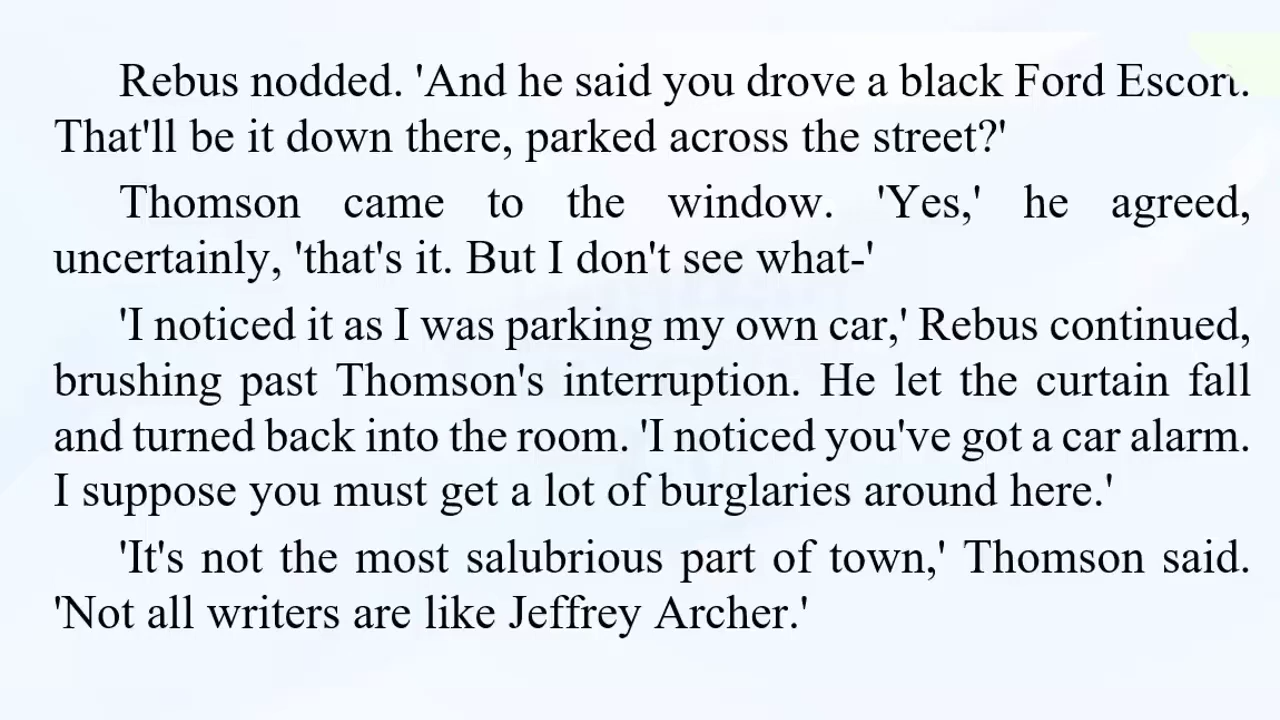 Rebus nodded. 'And he said you drove a black Ford Escort.
That'll be it down there, parked across the street?'
Thomson came to the window. 'Yes,' he agreed,
uncertainly, 'that's it. But I don't see what-'
'I noticed it as I was parking my own car,' Rebus continued,
brushing past Thomson's interruption. He let the curtain fall
and turned back into the room. 'I noticed you've got a car alarm.
I suppose you must get a lot of burglaries around here.'
'It's not the most salubrious part of town,' Thomson said.
'Not all writers are like Jeffrey Archer.'